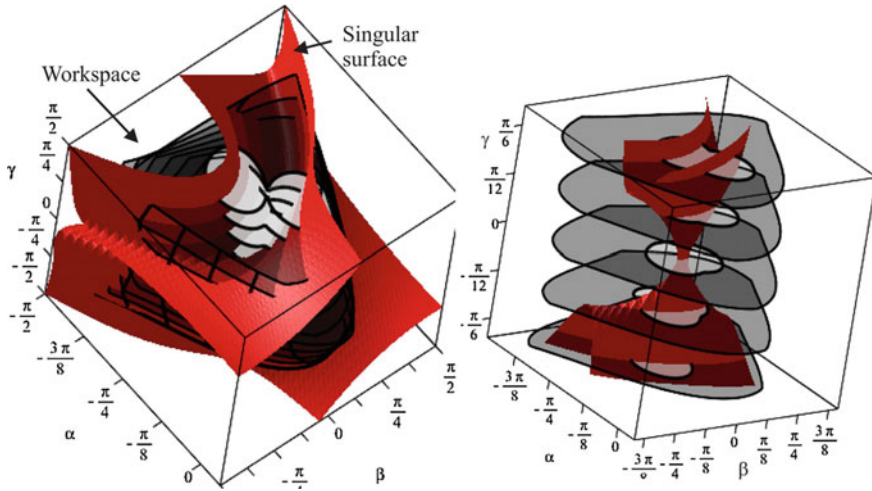 Singular
surface
Workspace
π/2
π/4
γ
0
-π/4
-π/2
-π/2
-3π/8
-π/4
α
-π/8
0
0
π/4
π/2
β
γ π/6
π/12
0
-π/12
-π/6
-3π/8
-π/4
α
-π/8
0
-π/4
-π/8
0
π/8
π/4
3π/8
β